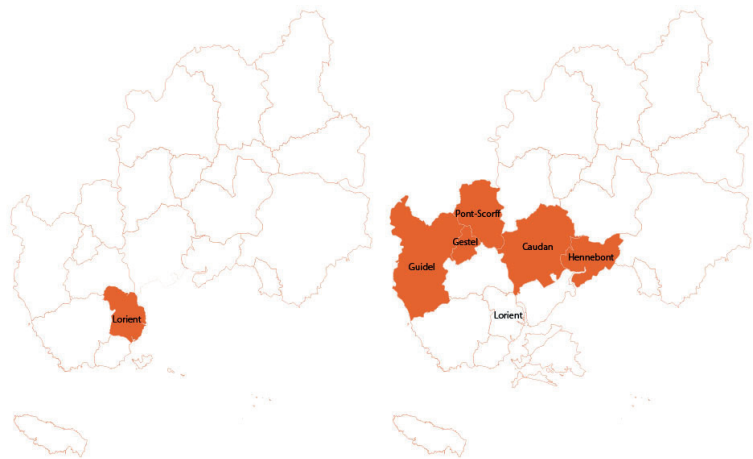 Lorient
Pont-Scorff
Gestel
Caudan
Hennebont
Guidel
Lorient